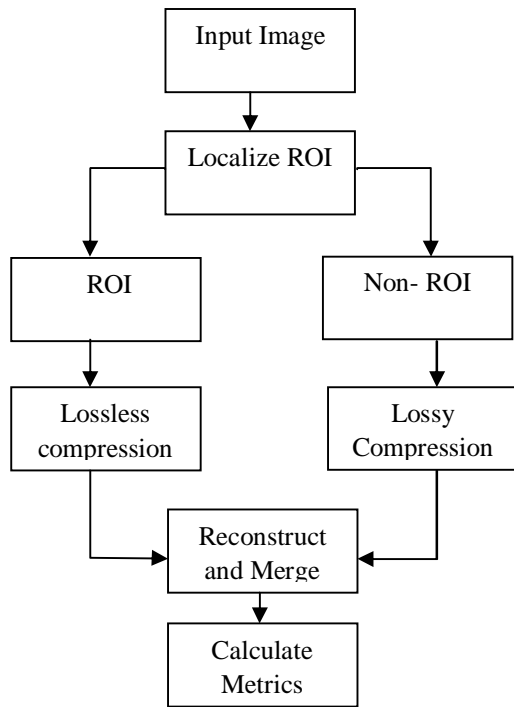 Input Image
Localize ROI
ROI
Non- ROI
Lossless
compression
Lossy
Compression
Reconstruct
and Merge
Calculate
Metrics